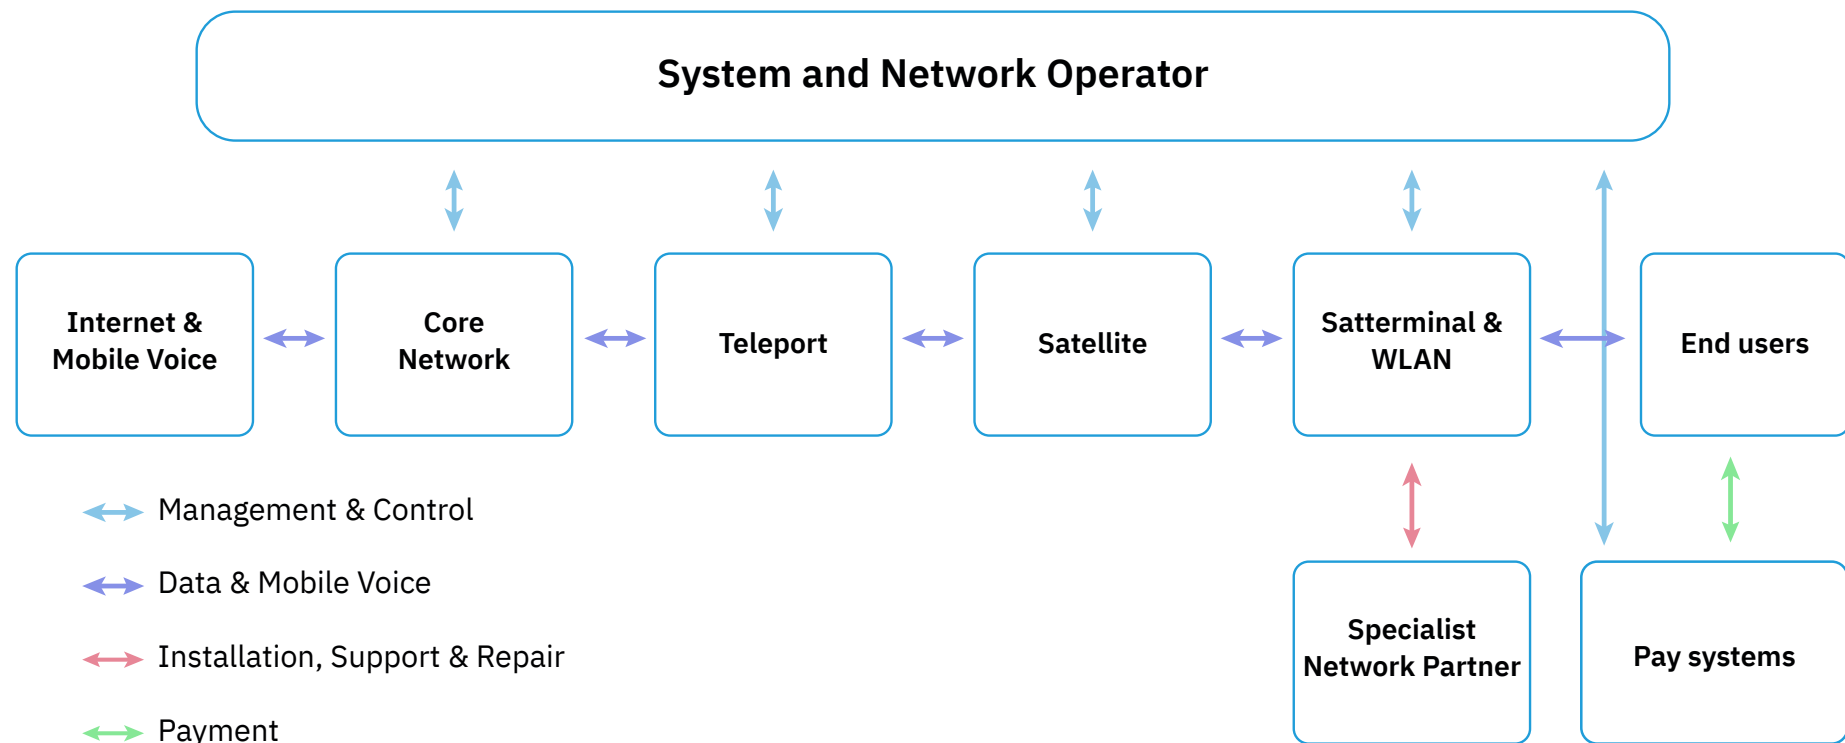 System and Network Operator
Internet &
Mobile Voice
Core
Network
Teleport
Satellite
Satterminal &
WLAN
End users
Management & Control
Data & Mobile Voice
Installation, Support & Repair
Payment
Specialist
Network Partner
Pay systems